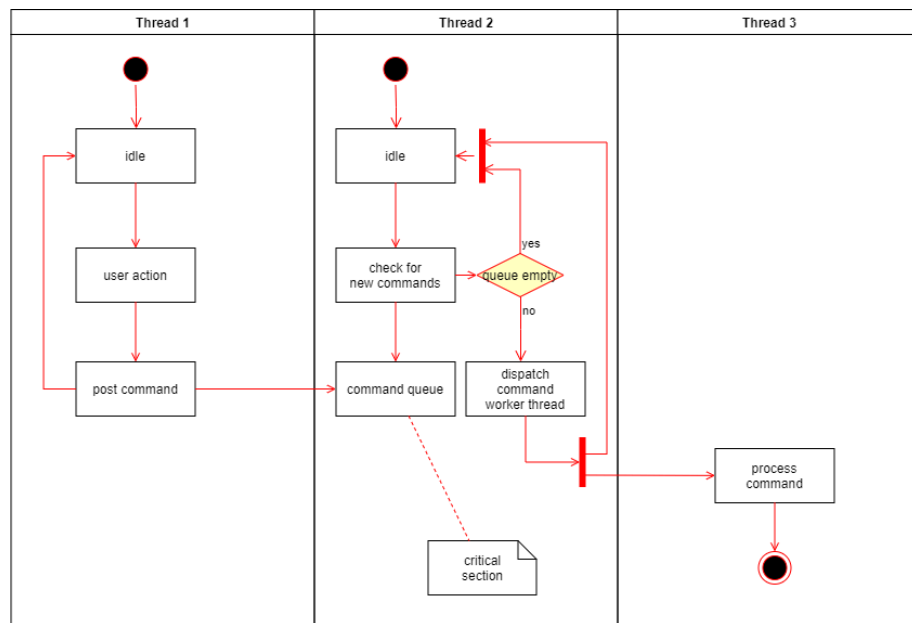 Thread 1
Thread 2
Thread 3
idle
idle
user action
check for
new commands
yes
queue empty
no
post command
command queue
dispatch
command
worker thread
process
command
critical
section